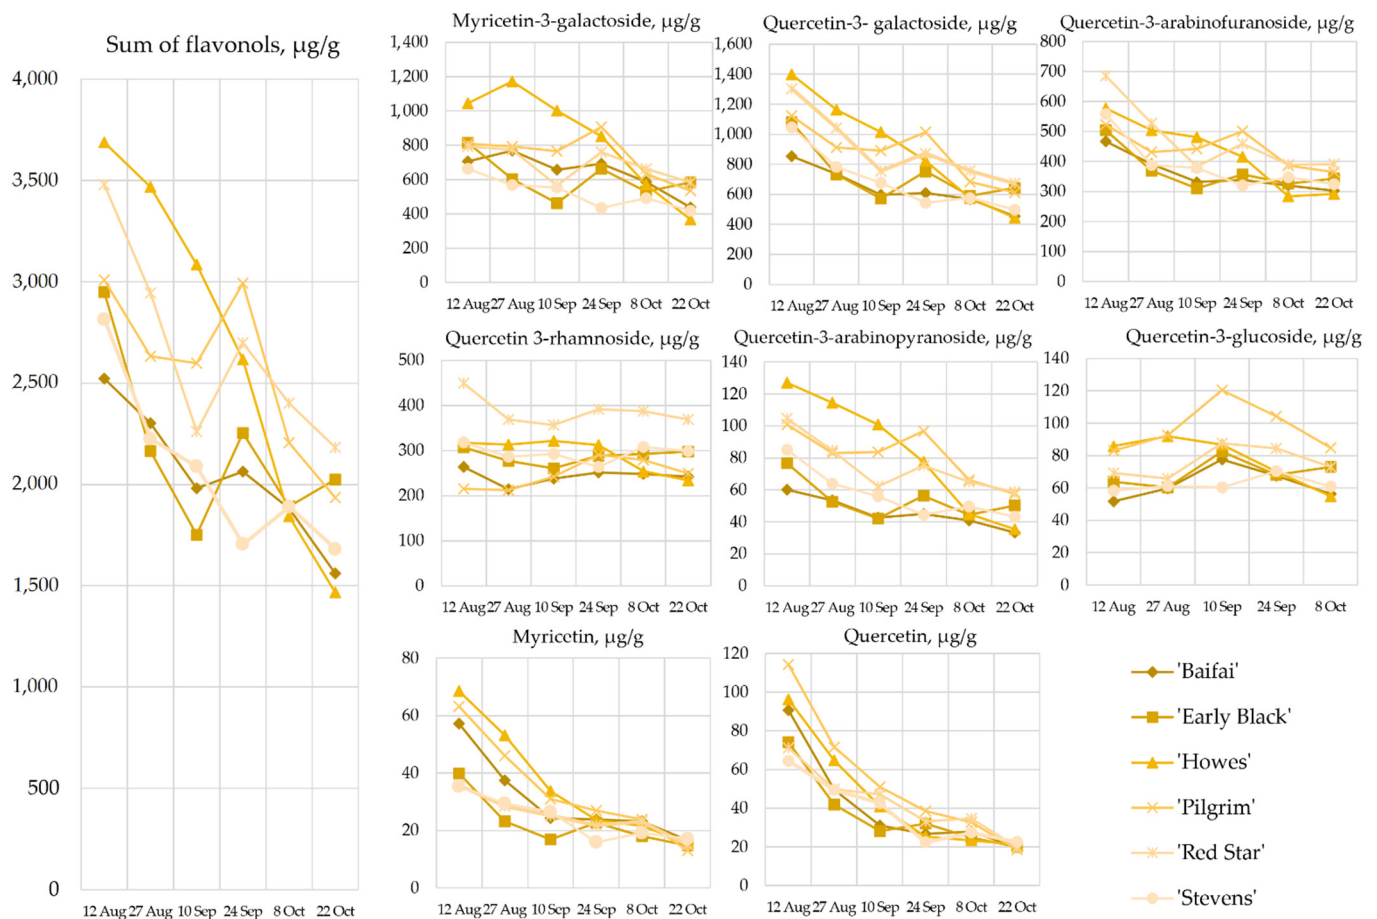 Sum of flavonols, µg/g
4,000
3,500
3,000
2,500
2,000
1,500
1,000
500
0
12 Aug 27 Aug 10 Sep 24 Sep 8 Oct 22 Oct
Myricetin-3-galactoside, µg/g
1,400
1,200
1,000
800
600
400
200
0
12 Aug 27 Aug 10 Sep 24 Sep 8 Oct 22 Oct
Quercetin-3- galactoside, µg/g
1,600
1,400
1,200
1,000
800
600
400
200
0
12 Aug 27 Aug 10 Sep 24 Sep 8 Oct 22 Oct
Quercetin-3-arabinofuranoside, µg/g
800
700
600
500
400
300
200
100
0
12 Aug 27 Aug 10 Sep 24 Sep 8 Oct 22 Oct
Quercetin 3-rhamnoside, µg/g
500
400
300
200
100
0
12 Aug 27 Aug 10 Sep 24 Sep 8 Oct 22 Oct
Quercetin-3-arabinopyranoside, µg/g
140
120
100
80
60
40
20
0
12 Aug 27 Aug 10 Sep 24 Sep 8 Oct 22 Oct
Quercetin-3-glucoside, µg/g
140
120
100
80
60
40
20
0
12 Aug 27 Aug 10 Sep 24 Sep 8 Oct
Myricetin, µg/g
80
60
40
20
0
12 Aug 27 Aug 10 Sep 24 Sep 8 Oct 22 Oct
Quercetin, µg/g
120
100
80
60
40
20
0
12 Aug 27 Aug 10 Sep 24 Sep 8 Oct 22 Oct
'Baifai'
'Early Black'
'Howes'
'Pilgrim'
'Red Star'
'Stevens'